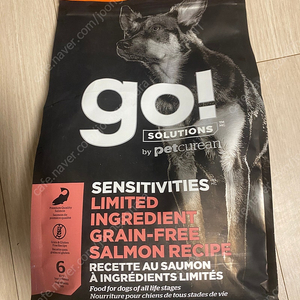 go!
SOLUTIONS
by petcurean
SENSITIVITIES
LIMITED
INGREDIENT
GRAIN-FREE
SALMON RECIPE
RECETTE AU SAUMON
À INGRÉDIENTS LIMITÉS
6
Food for dogs of all life stages
Nourriture pour chiens de tous stades de vie